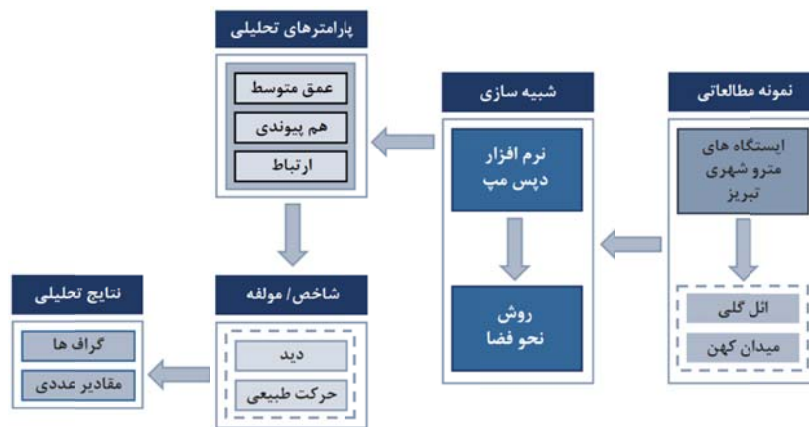 نمونه مطالعاتی
ایستگاه های
مترو شهری
تبریز
ائل گلی
میدان کهن
شبیه سازی
نرم افزار
دپس مپ
روش
نحو فضا
پارامترهای تحلیلی
عمق متوسط
هم پیوندی
ارتباط
شاخص/ مولفه
دید
حرکت طبیعی
نتایج تحلیلی
گراف ها
مقادیر عددی